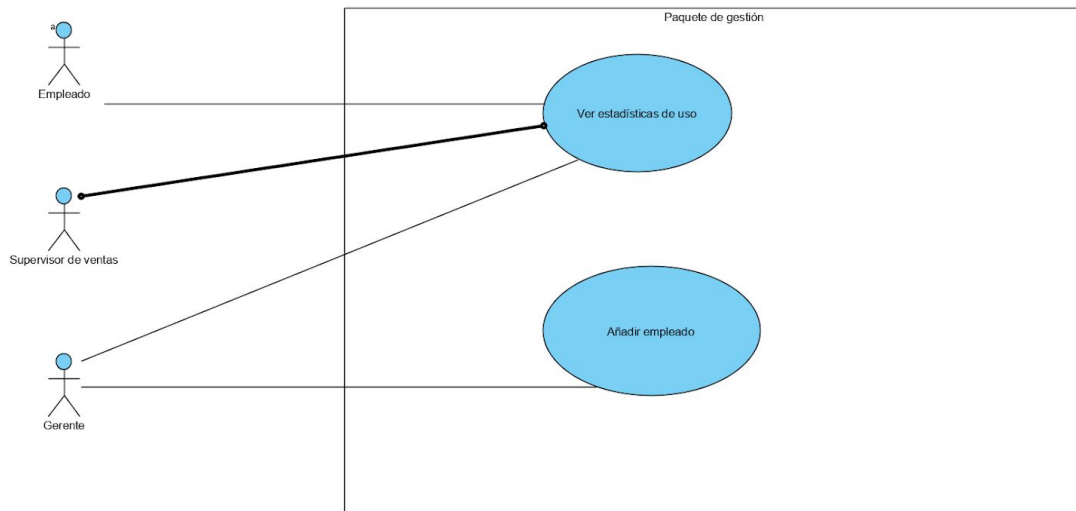 Paquete de gestión
a
Empleado
Ver estadísticas de uso
Supervisor de ventas
Añadir empleado
Gerente